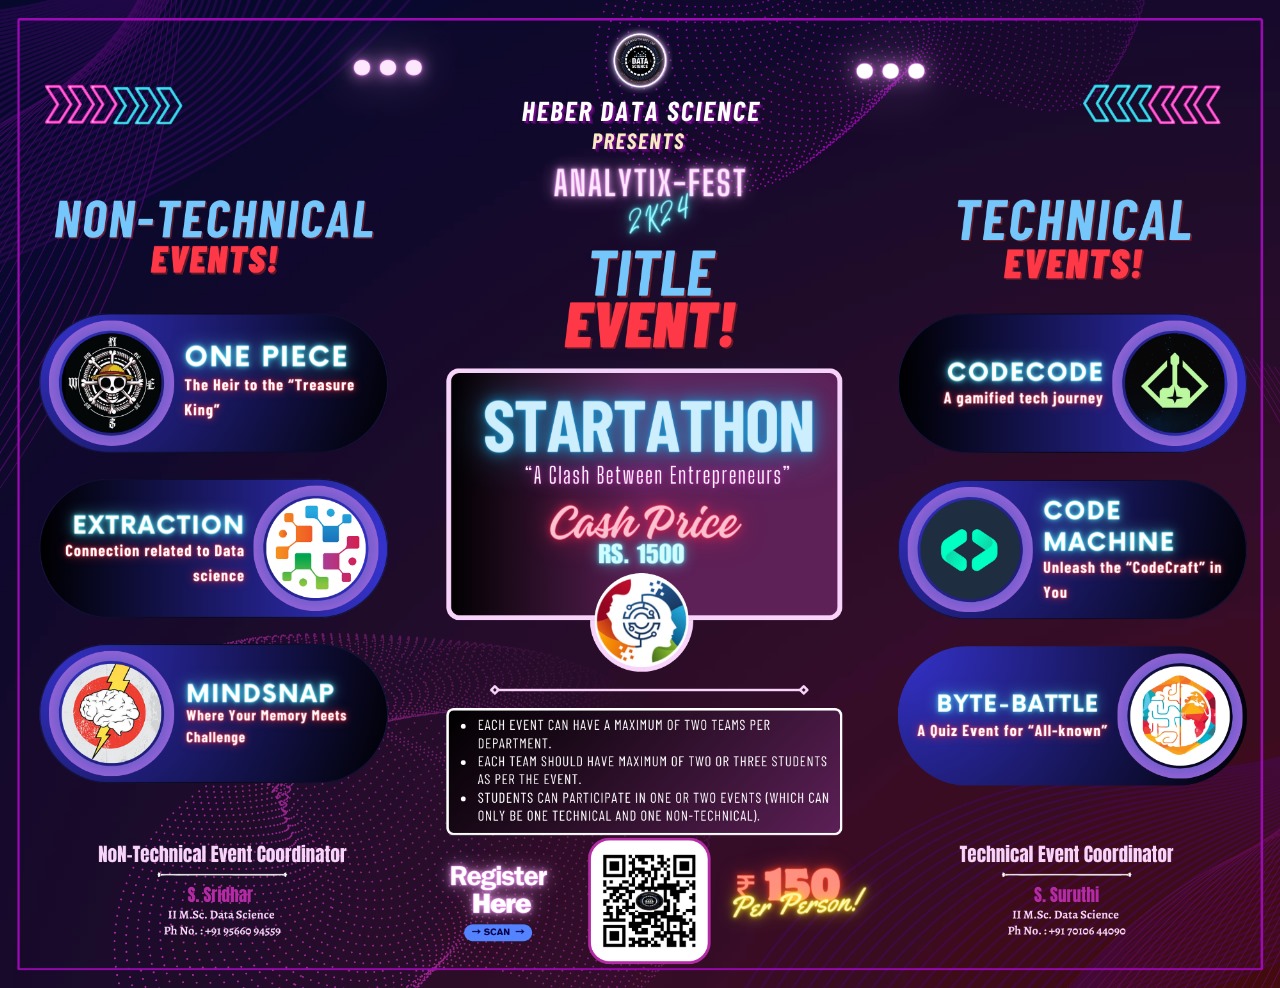 DATA
SCIENCE
HEBER DATA SCIENCE
PRESENTS
ANALYTIX-FEST
2K24
NON-TECHNICAL
EVENTS!
ONE PIECE
The Heir to the “Treasure
King”
EXTRACTION
Connection related to Data
science
MINDSNAP
Where Your Memory Meets
Challenge
NoN-Technical Event Coordinator
S. Sridhar
II M.Sc. Data Science
Ph No. : +91 95660 94559
TITLE
EVENT!
STARTATHON
“A Clash Between Entrepreneurs”
Cash Price
RS. 1500
EACH EVENT CAN HAVE A MAXIMUM OF TWO TEAMS PER
DEPARTMENT.
EACH TEAM SHOULD HAVE MAXIMUM OF TWO OR THREE STUDENTS
AS PER THE EVENT.
STUDENTS CAN PARTICIPATE IN ONE OR TWO EVENTS (WHICH CAN
ONLY BE ONE TECHNICAL AND ONE NON-TECHNICAL).
Register
Here
→ SCAN →
₹ 150
Per Person!
TECHNICAL
EVENTS!
CODECODE
A gamified tech journey
CODE
MACHINE
Unleash the “CodeCraft” in
You
BYTE-BATTLE
A Quiz Event for “All-known”
Technical Event Coordinator
S. Suruthi
II M.Sc. Data Science
Ph No. : +91 70106 44090